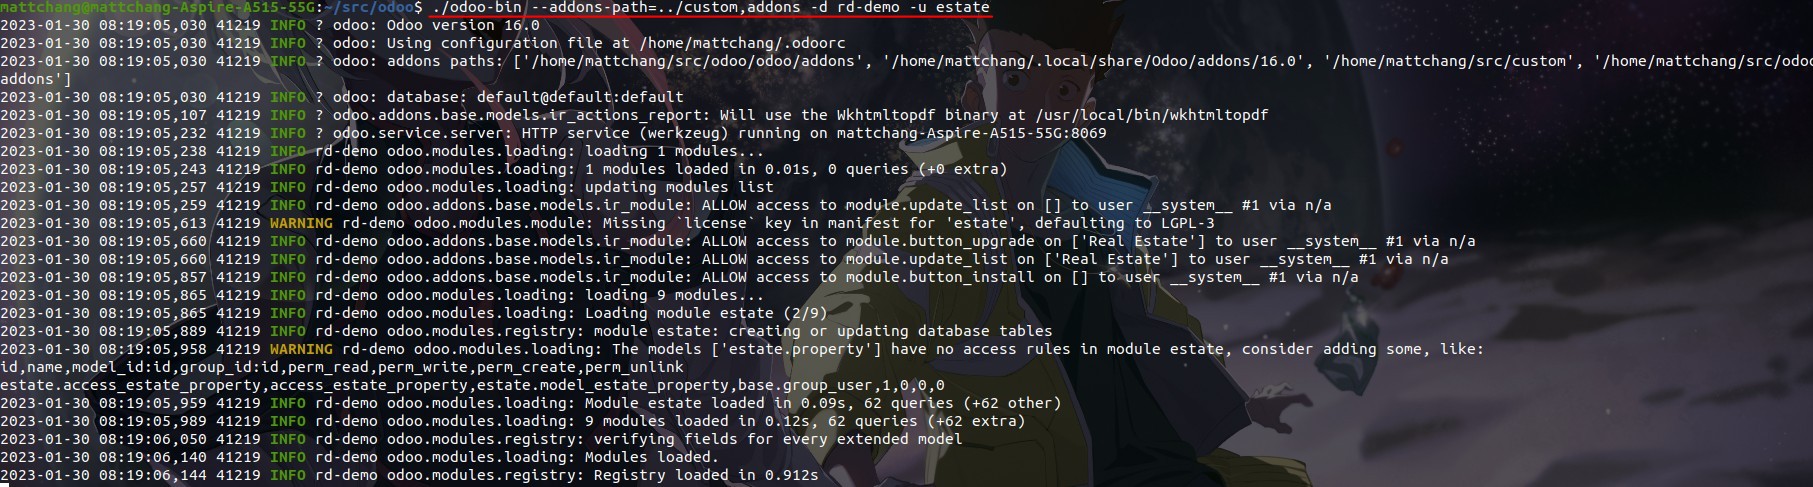 mattchang@mattchang-Aspire-A515-55G:~/src/odoo$ ./odoo-bin --addons-path=../custom,addons -d rd-demo -u estate
2023-01-30 08:19:05,030 41219 INFO ? odoo: Odoo version 16.0
2023-01-30 08:19:05,030 41219 INFO ? odoo: Using configuration file at /home/mattchang/.odoorc
2023-01-30 08:19:05,030 41219 INFO ? odoo: addons paths: ['/home/mattchang/src/odoo/odoo/addons', '/home/mattchang/.local/share/Odoo/addons/16.0', '/home/mattchang/src/custom', '/home/mattchang/src/odoo
addons']
2023-01-30 08:19:05,030 41219 INFO ? odoo: database: default@default:default
2023-01-30 08:19:05,107 41219 INFO ? odoo.addons.base.models.ir_actions_report: Will use the Wkhtmltopdf binary at /usr/local/bin/wkhtmltopdf
2023-01-30 08:19:05,232 41219 INFO ? odoo.service.server: HTTP service (werkzeug) running on mattchang-Aspire-A515-55G:8069
2023-01-30 08:19:05,238 41219 INFO rd-demo odoo.modules.loading: loading 1 modules...
2023-01-30 08:19:05,243 41219 INFO rd-demo odoo.modules.loading: 1 modules loaded in 0.01s, 0 queries (+0 extra)
2023-01-30 08:19:05,257 41219 INFO rd-demo odoo.modules.loading: updating modules list
2023-01-30 08:19:05,259 41219 INFO rd-demo odoo.addons.base.models.ir_module: ALLOW access to module.update_list on [] to user __system__ #1 via n/a
2023-01-30 08:19:05,613 41219 WARNING rd-demo odoo.modules.module: Missing `license` key in manifest for 'estate', defaulting to LGPL-3
2023-01-30 08:19:05,660 41219 INFO rd-demo odoo.addons.base.models.ir_module: ALLOW access to module.button_upgrade on ['Real Estate'] to user __system__ #1 via n/a
2023-01-30 08:19:05,660 41219 INFO rd-demo odoo.addons.base.models.ir_module: ALLOW access to module.update_list on ['Real Estate'] to user __system__ #1 via n/a
2023-01-30 08:19:05,857 41219 INFO rd-demo odoo.addons.base.models.ir_module: ALLOW access to module.button_install on [] to user __system__ #1 via n/a
2023-01-30 08:19:05,865 41219 INFO rd-demo odoo.modules.loading: loading 9 modules...
2023-01-30 08:19:05,865 41219 INFO rd-demo odoo.modules.loading: Loading module estate (2/9)
2023-01-30 08:19:05,889 41219 INFO rd-demo odoo.modules.registry: module estate: creating or updating database tables
2023-01-30 08:19:05,958 41219 WARNING rd-demo odoo.modules.loading: The models ['estate.property'] have no access rules in module estate, consider adding some, like:
id,name,model_id:id,group_id:id,perm_read,perm_write,perm_create,perm_unlink
estate.access_estate_property,access_estate_property,estate.model_estate_property,base.group_user,1,0,0,0
2023-01-30 08:19:05,959 41219 INFO rd-demo odoo.modules.loading: Module estate loaded in 0.09s, 62 queries (+62 other)
2023-01-30 08:19:05,989 41219 INFO rd-demo odoo.modules.loading: 9 modules loaded in 0.12s, 62 queries (+62 extra)
2023-01-30 08:19:06,050 41219 INFO rd-demo odoo.modules.registry: verifying fields for every extended model
2023-01-30 08:19:06,140 41219 INFO rd-demo odoo.modules.loading: Modules loaded.
2023-01-30 08:19:06,144 41219 INFO rd-demo odoo.modules.registry: Registry loaded in 0.912s